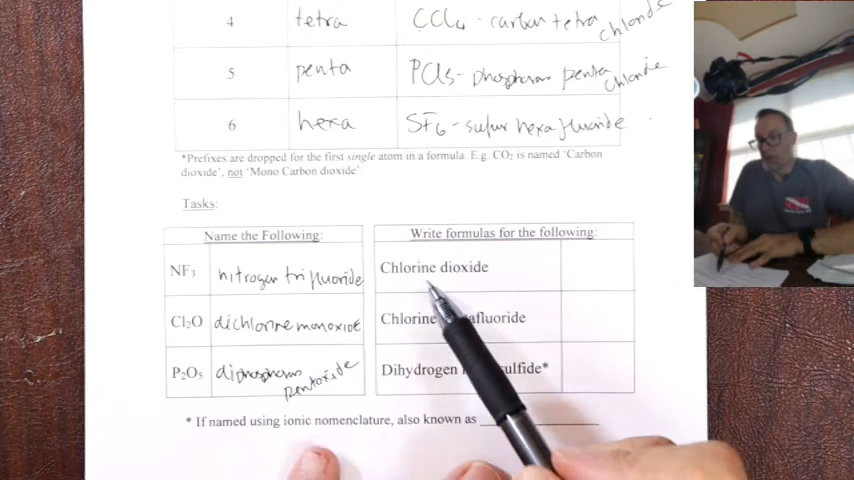 4 tetra CCl4 - carbon tetra chloride
5 penta PCl5 - phosphorus penta chloride
6 hexa SF6 - sulfur hexafluoride
*Prefixes are dropped for the first single atom in a formula. E.g. CO2 is named 'Carbon
dioxide', not 'Mono Carbon dioxide'.
Tasks:
Name the Following:
NF3 nitrogen trifluoride
Cl2O dichlorine monoxide
P2O5 diphosphorus pentoxide
Write formulas for the following:
Chlorine dioxide
Chlorine afluoride
Dihydrogen sulfide*
* If named using ionic nomenclature, also known as